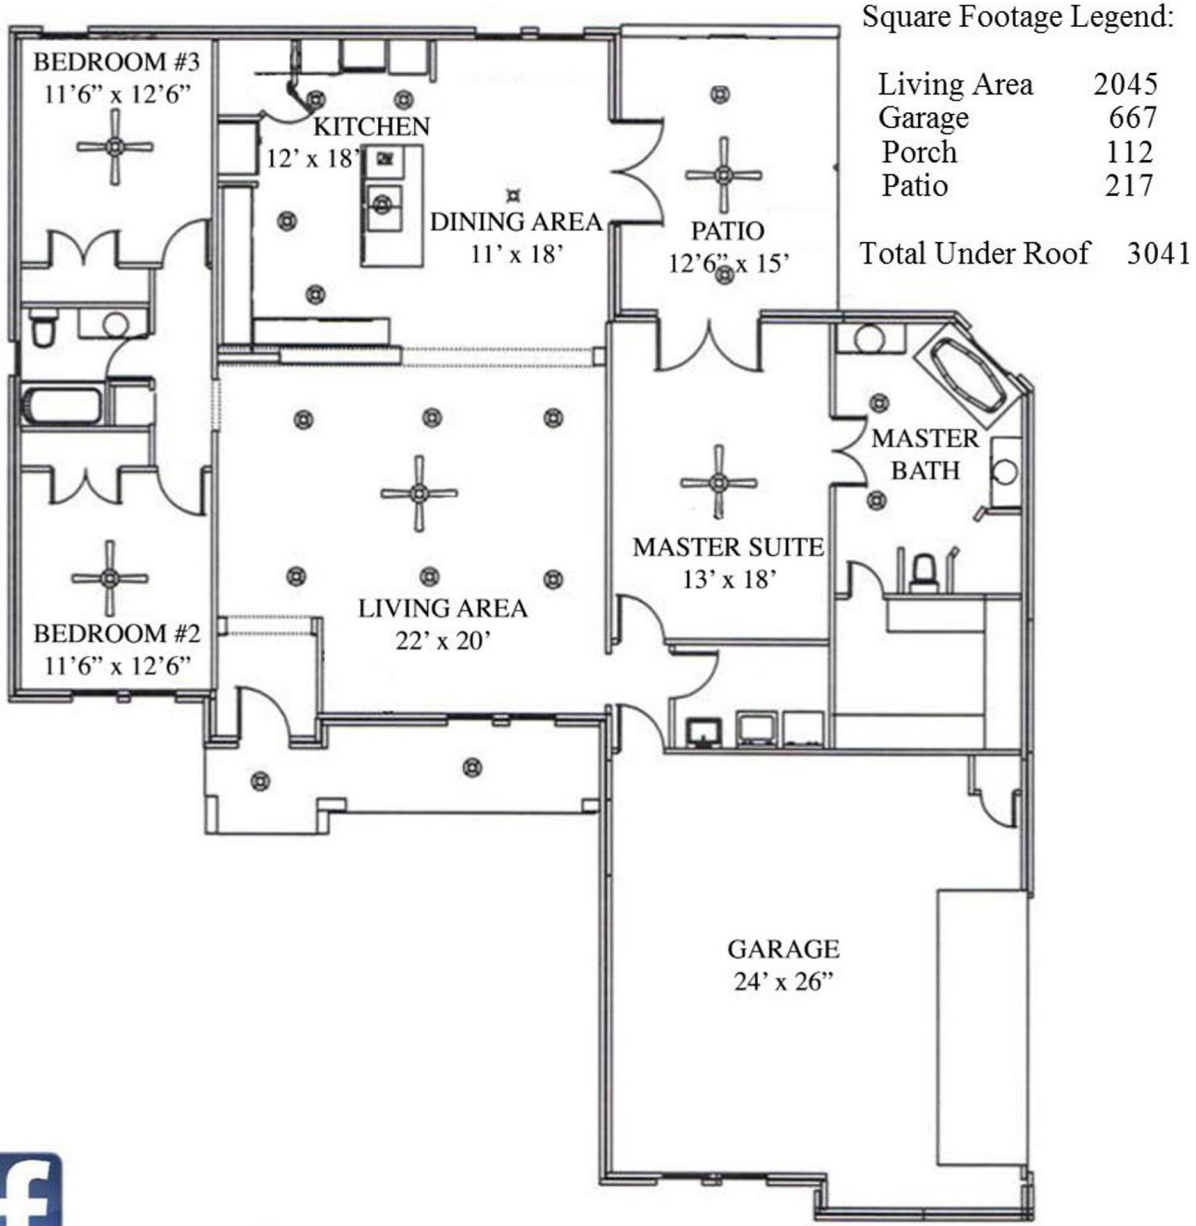 Square Footage Legend:
Living Area 2045
Garage 667
Porch 112
Patio 217
Total Under Roof 3041
BEDROOM #3
11'6” x 12'6”
KITCHEN
12’ x 18’
DINING AREA
11’ x 18’
PATIO
12’6” x 15’
MASTER
BATH
MASTER SUITE
13’ x 18’
LIVING AREA
22’ x 20’
BEDROOM #2
11'6” x 12’6”
GARAGE
24’ x 26”
f